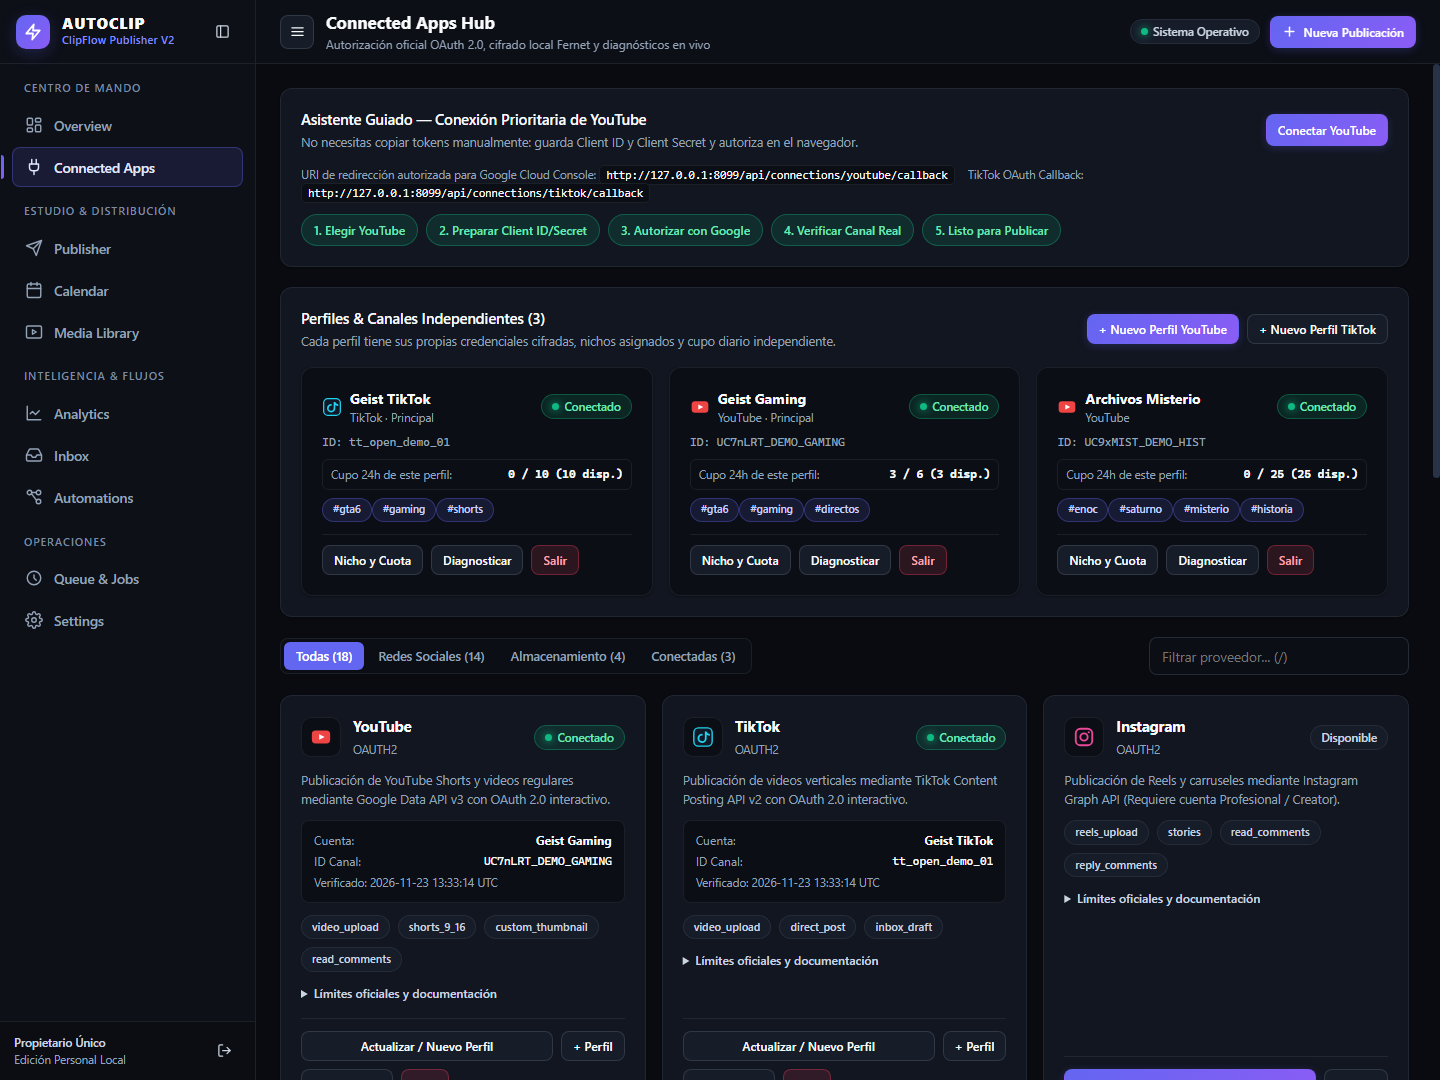 AUTOCLIP
ClipFlow Publisher V2
CENTRO DE MANDO
Overview
Connected Apps
ESTUDIO & DISTRIBUCIÓN
Publisher
Calendar
Media Library
INTELIGENCIA & FLUJOS
Analytics
Inbox
Automations
OPERACIONES
Queue & Jobs
Settings
Propietario Único
Edición Personal Local
Connected Apps Hub
Autorización oficial OAuth 2.0, cifrado local Fernet y diagnósticos en vivo
Sistema Operativo
+ Nueva Publicación
Asistente Guiado — Conexión Prioritaria de YouTube
No necesitas copiar tokens manualmente: guarda Client ID y Client Secret y autoriza en el navegador.
Conectar YouTube
URI de redirección autorizada para Google Cloud Console: http://127.0.0.1:8099/api/connections/youtube/callback TikTok OAuth Callback:
http://127.0.0.1:8099/api/connections/tiktok/callback
1. Elegir YouTube 2. Preparar Client ID/Secret 3. Autorizar con Google 4. Verificar Canal Real 5. Listo para Publicar
Perfiles & Canales Independientes (3)
Cada perfil tiene sus propias credenciales cifradas, nichos asignados y cupo diario independiente.
+ Nuevo Perfil YouTube + Nuevo Perfil TikTok
Geist TikTok
TikTok · Principal
Conectado
ID: tt_open_demo_01
Cupo 24h de este perfil: 0 / 10 (10 disp.)
#gta6 #gaming #shorts
Nicho y Cuota Diagnosticar Salir
Geist Gaming
YouTube · Principal
Conectado
ID: UC7nLRT_DEMO_GAMING
Cupo 24h de este perfil: 3 / 6 (3 disp.)
#gta6 #gaming #directos
Nicho y Cuota Diagnosticar Salir
Archivos Misterio
YouTube
Conectado
ID: UC9xMIST_DEMO_HIST
Cupo 24h de este perfil: 0 / 25 (25 disp.)
#enoc #saturno #misterio #historia
Nicho y Cuota Diagnosticar Salir
Todas (18) Redes Sociales (14) Almacenamiento (4) Conectadas (3)
Filtrar proveedor... (/)
YouTube
OAUTH2
Conectado
Publicación de YouTube Shorts y videos regulares
mediante Google Data API v3 con OAuth 2.0 interactivo.
Cuenta: Geist Gaming
ID Canal: UC7nLRT_DEMO_GAMING
Verificado: 2026-11-23 13:33:14 UTC
video_upload shorts_9_16 custom_thumbnail
read_comments
Límites oficiales y documentación
Actualizar / Nuevo Perfil + Perfil
TikTok
OAUTH2
Conectado
Publicación de videos verticales mediante TikTok Content
Posting API v2 con OAuth 2.0 interactivo.
Cuenta: Geist TikTok
ID Canal: tt_open_demo_01
Verificado: 2026-11-23 13:33:14 UTC
video_upload direct_post inbox_draft
Límites oficiales y documentación
Actualizar / Nuevo Perfil + Perfil
Instagram
OAUTH2
Disponible
Publicación de Reels y carruseles mediante Instagram
Graph API (Requiere cuenta Profesional / Creator).
reels_upload stories read_comments
reply_comments
Límites oficiales y documentación